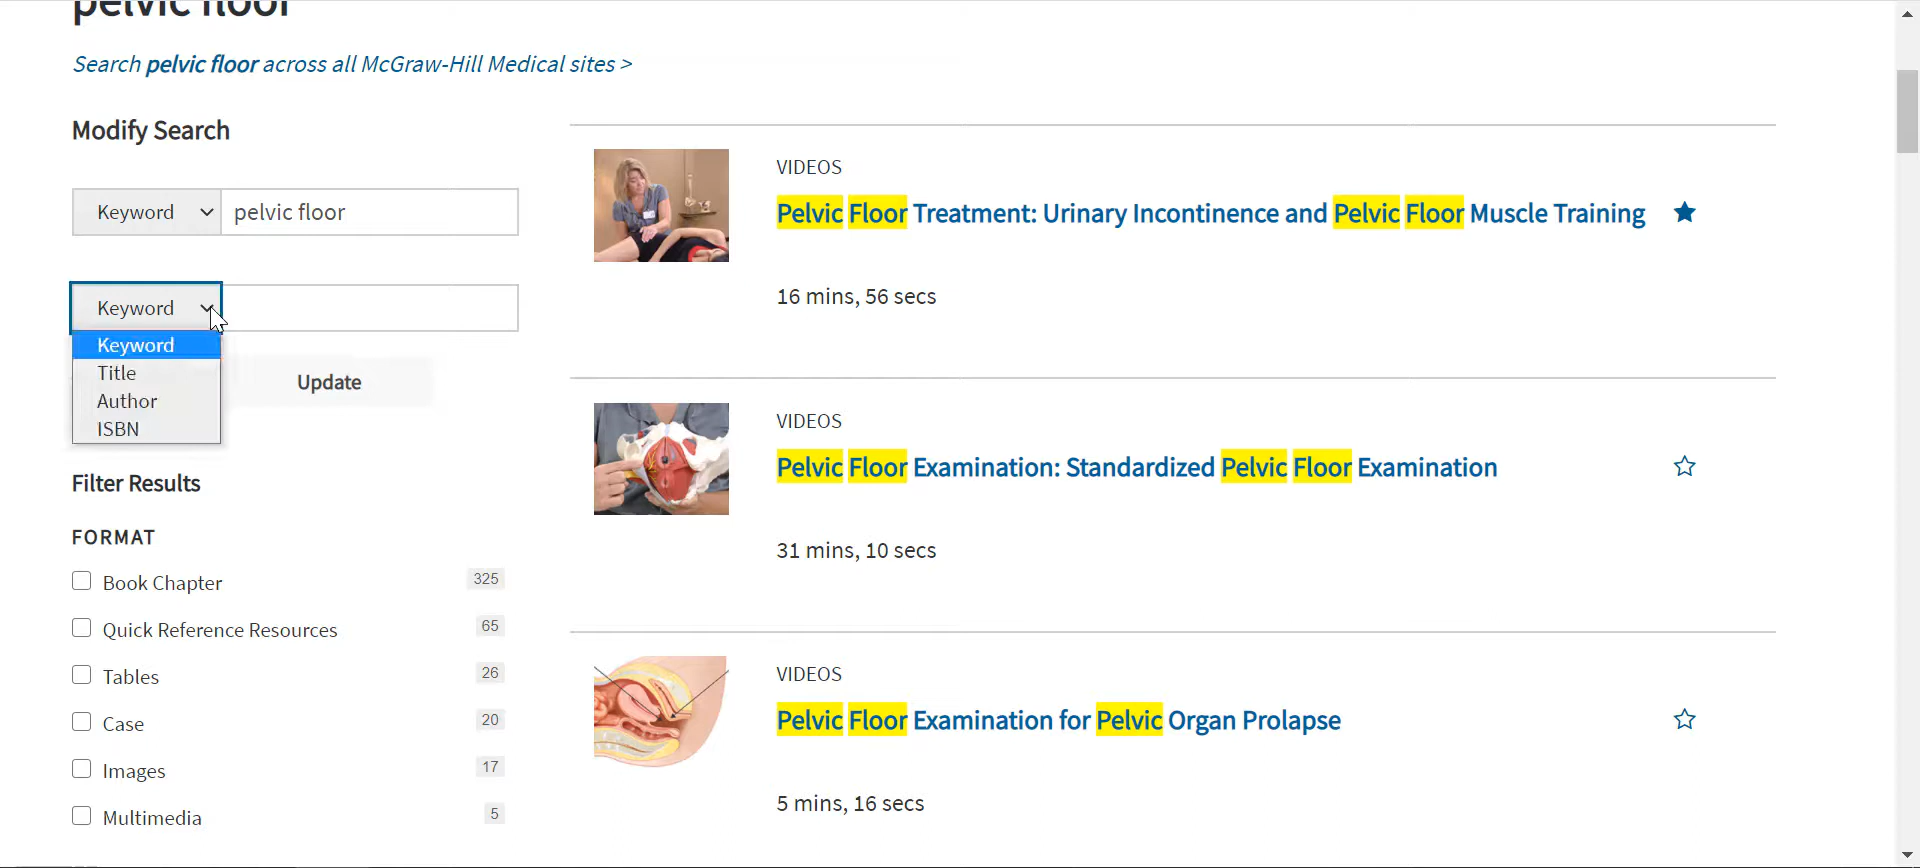 pelvic floor
Search pelvic floor across all McGraw-Hill Medical sites >
Modify Search
Keyword
pelvic floor
Keyword
Keyword
Title
Author
ISBN
Update
Filter Results
FORMAT
Book Chapter 325
Quick Reference Resources 65
Tables 26
Case 20
Images 17
Multimedia 5
VIDEOS
Pelvic Floor Treatment: Urinary Incontinence and Pelvic Floor Muscle Training
16 mins, 56 secs
VIDEOS
Pelvic Floor Examination: Standardized Pelvic Floor Examination
31 mins, 10 secs
VIDEOS
Pelvic Floor Examination for Pelvic Organ Prolapse
5 mins, 16 secs